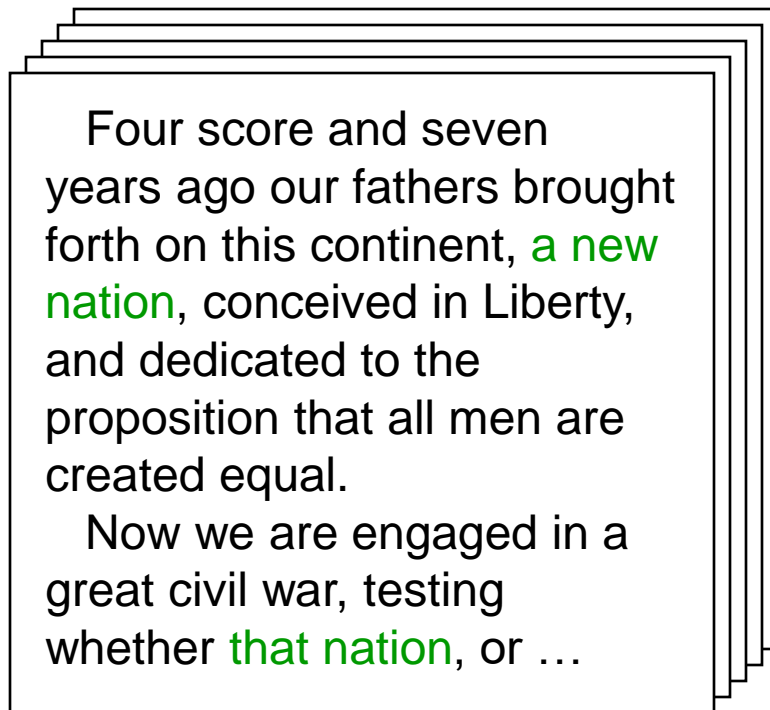 Four score and seven
years ago our fathers brought
forth on this continent, a new
nation, conceived in Liberty,
and dedicated to the
proposition that all men are
created equal.
Now we are engaged in a
great civil war, testing
whether that nation, or …